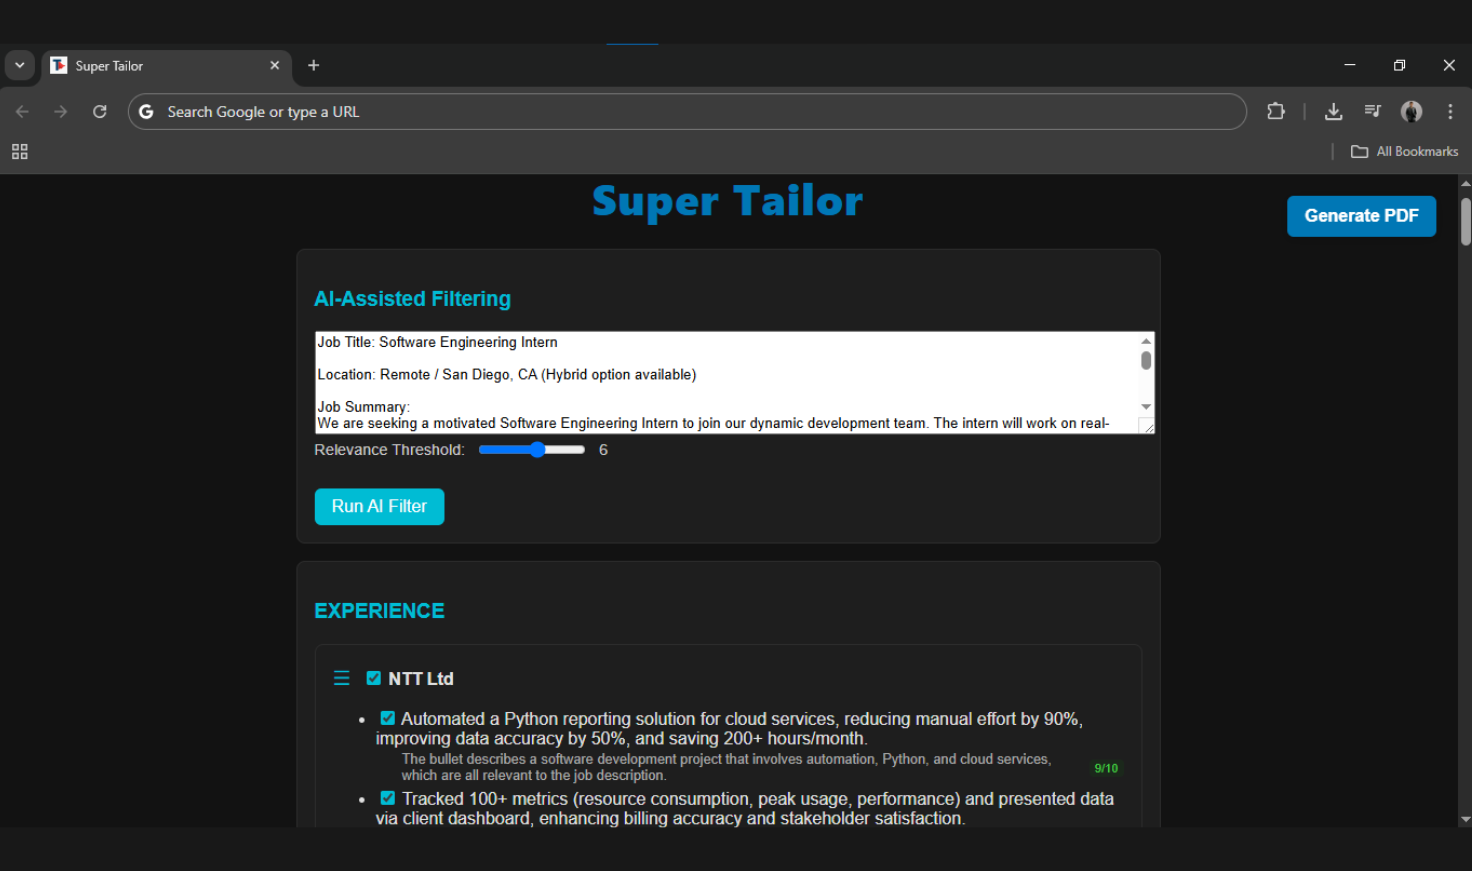 Super Tailor
Search Google or type a URL
All Bookmarks
Super Tailor
Generate PDF
AI-Assisted Filtering
Job Title: Software Engineering Intern
Location: Remote / San Diego, CA (Hybrid option available)
Job Summary:
We are seeking a motivated Software Engineering Intern to join our dynamic development team. The intern will work on real-
Relevance Threshold: 6
Run AI Filter
EXPERIENCE
NTT Ltd
• Automated a Python reporting solution for cloud services, reducing manual effort by 90%,
improving data accuracy by 50%, and saving 200+ hours/month.
The bullet describes a software development project that involves automation, Python, and cloud services,
which are all relevant to the job description.
9/10
• Tracked 100+ metrics (resource consumption, peak usage, performance) and presented data
via client dashboard, enhancing billing accuracy and stakeholder satisfaction.